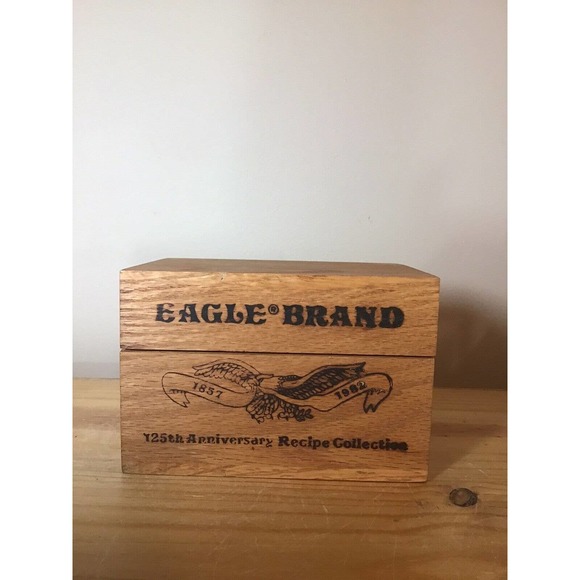 EAGLE® BRAND
1857 1982
125th Anniversary Recipe Collection